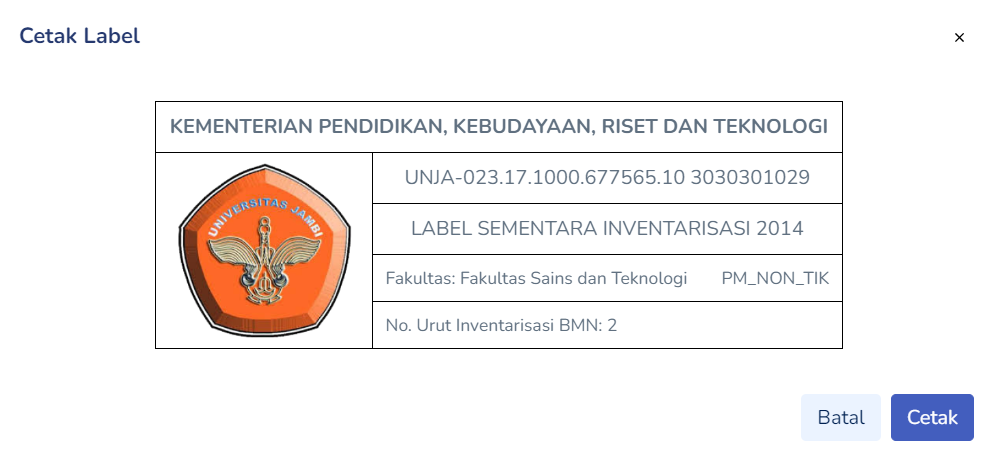 Cetak Label
×
KEMENTERIAN PENDIDIKAN, KEBUDAYAAN, RISET DAN TEKNOLOGI
UNIVERSITAS JAMBI
UNJA-023.17.1000.677565.10 3030301029
LABEL SEMENTARA INVENTARISASI 2014
Fakultas: Fakultas Sains dan Teknologi PM_NON_TIK
No. Urut Inventarisasi BMN: 2
Batal Cetak